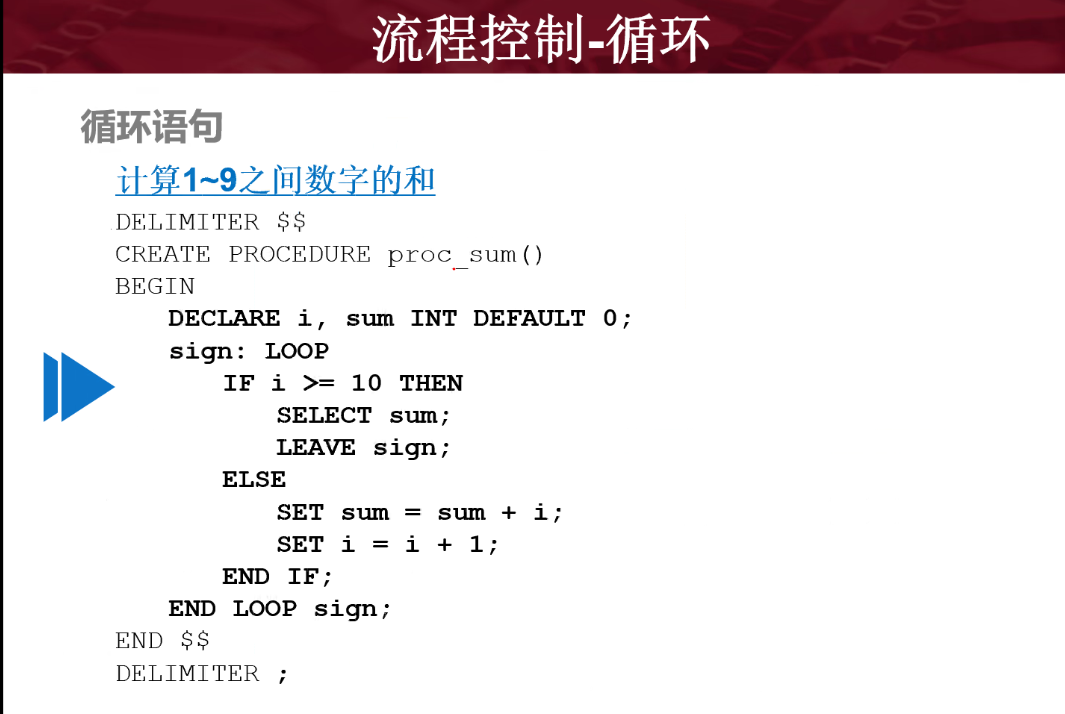 流程控制-循环
循环语句
计算1~9之间数字的和
DELIMITER $$
CREATE PROCEDURE proc_sum()
BEGIN
DECLARE i, sum INT DEFAULT 0;
sign: LOOP
IF i >= 10 THEN
SELECT sum;
LEAVE sign;
ELSE
SET sum = sum + i;
SET i = i + 1;
END IF;
END LOOP sign;
END $$
DELIMITER ;